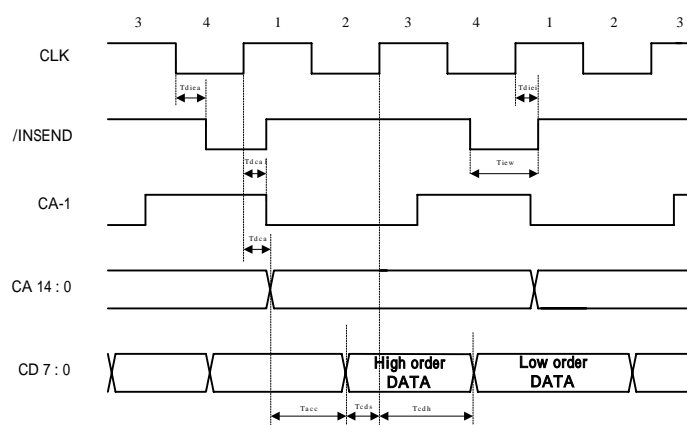 3 4 1 2 3 4 1 2 3
CLK
Tdiea
Tdiei
/INSEND
Tdca1
Tiew
CA-1
Tdca
CA 14 : 0
CD 7 : 0
High order
DATA
Low order
DATA
Tacc
Tcds
Tcdh